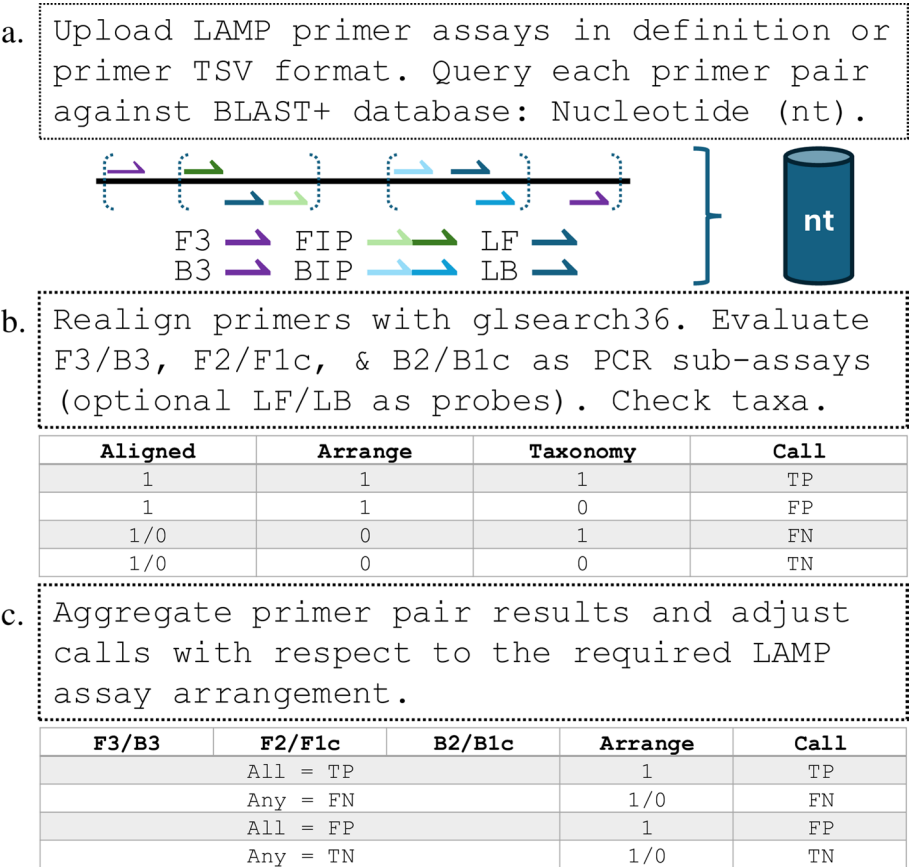 a. Upload LAMP primer assays in definition or
primer TSV format. Query each primer pair
against BLAST+ database: Nucleotide (nt).
nt
F3 FIP LF
B3 BIP LB
b. Realign primers with glsearch36. Evaluate
F3/B3, F2/F1c, & B2/B1c as PCR sub-assays
(optional LF/LB as probes). Check taxa.
Aligned Arrange Taxonomy Call
1 1 1 TP
1 1 0 FP
1/0 0 1 FN
1/0 0 0 TN
c. Aggregate primer pair results and adjust
calls with respect to the required LAMP
assay arrangement.
F3/B3 F2/F1c B2/B1c Arrange Call
All = TP 1 TP
Any = FN 1/0 FN
All = FP 1 FP
Any = TN 1/0 TN